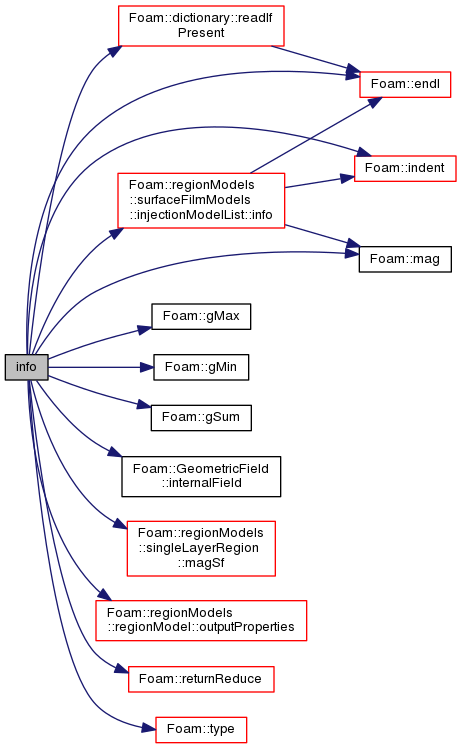 Foam::dictionary::readIf
Present
Foam::endl
Foam::indent
Foam::regionModels
::surfaceFilmModels
::injectionModelList::info
Foam::mag
Foam::gMax
info
Foam::gMin
Foam::gSum
Foam::GeometricField
::internalField
Foam::regionModels
::singleLayerRegion
::magSf
Foam::regionModels
::regionModel::outputProperties
Foam::returnReduce
Foam::type